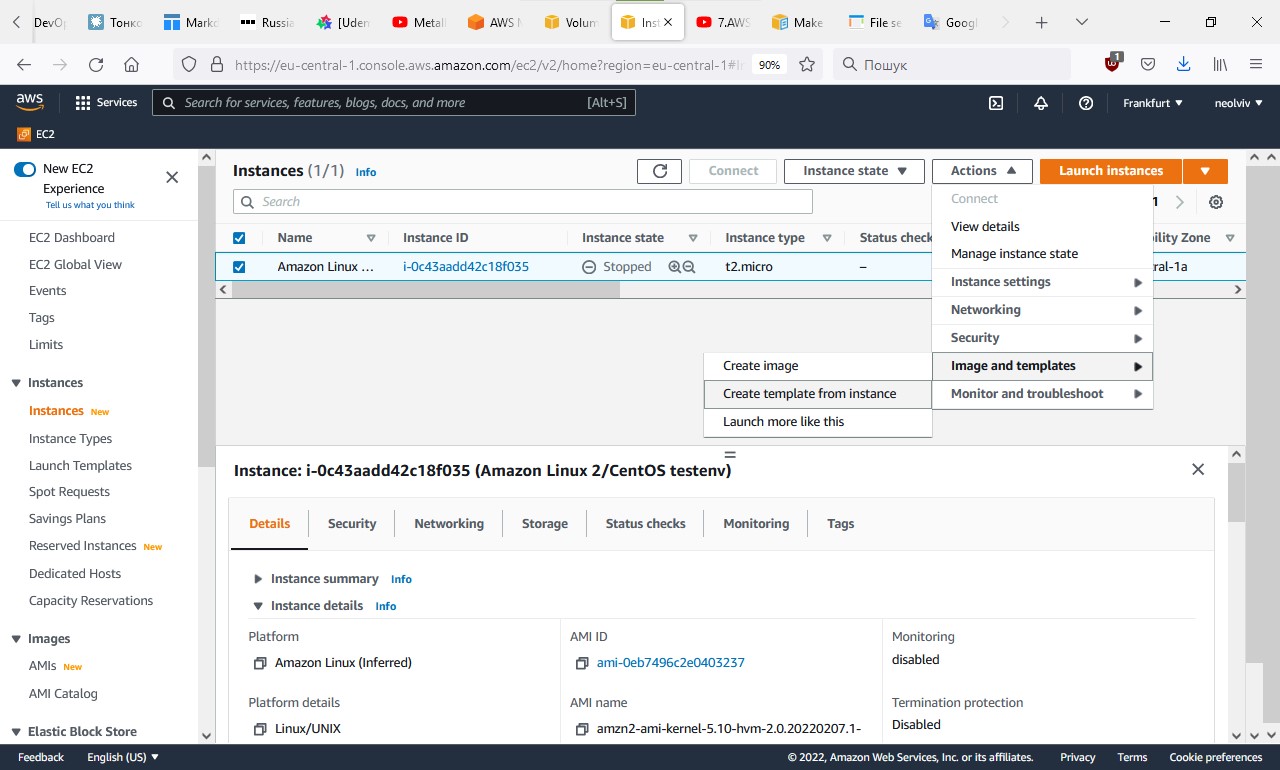 DevO
Тонко
Markd
Russia
[Udem
Metall
AWS N
Volum
Inst
7.AWS
Make
File se
Googl
https://eu-central-1.console.aws.amazon.com/ec2/v2/home?region=eu-central-1#I
90%
Пошук
1
aws
Services
Search for services, features, blogs, docs, and more
[Alt+S]
Frankfurt
neolviv
EC2
New EC2
Experience
Tell us what you think
EC2 Dashboard
EC2 Global View
Events
Tags
Limits
Instances
Instances New
Instance Types
Launch Templates
Spot Requests
Savings Plans
Reserved Instances New
Dedicated Hosts
Capacity Reservations
Images
AMIs New
AMI Catalog
Elastic Block Store
Instances (1/1) Info
Connect
Instance state
Actions
Launch instances
Search
1
Name
Instance ID
Instance state
Instance type
Status check
bility Zone
Amazon Linux ...
i-0c43aadd42c18f035
Stopped
t2.micro
–
ral-1a
Connect
View details
Manage instance state
Instance settings
Networking
Security
Image and templates
Monitor and troubleshoot
Create image
Create template from instance
Launch more like this
Instance: i-0c43aadd42c18f035 (Amazon Linux 2/CentOS testenv)
Details
Security
Networking
Storage
Status checks
Monitoring
Tags
Instance summary Info
Instance details Info
Platform
Amazon Linux (Inferred)
AMI ID
ami-0eb7496c2e0403237
Monitoring
disabled
Platform details
Linux/UNIX
AMI name
amzn2-ami-kernel-5.10-hvm-2.0.20220207.1-
Termination protection
Disabled
Feedback
English (US)
© 2022, Amazon Web Services, Inc. or its affiliates.
Privacy
Terms
Cookie preferences